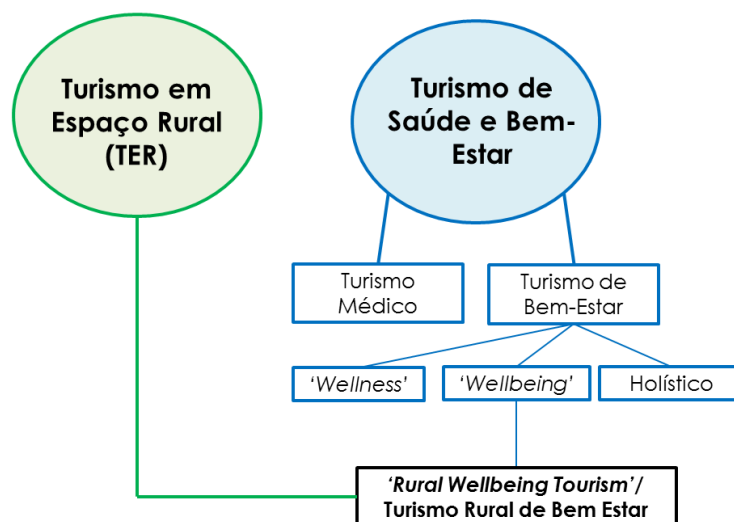 Turismo em
Espaço Rural
(TER)
Turismo de
Saúde e Bem-
Estar
Turismo
Médico
Turismo de
Bem-Estar
‘Wellness’
‘Wellbeing’
Holístico
‘Rural Wellbeing Tourism’/
Turismo Rural de Bem Estar